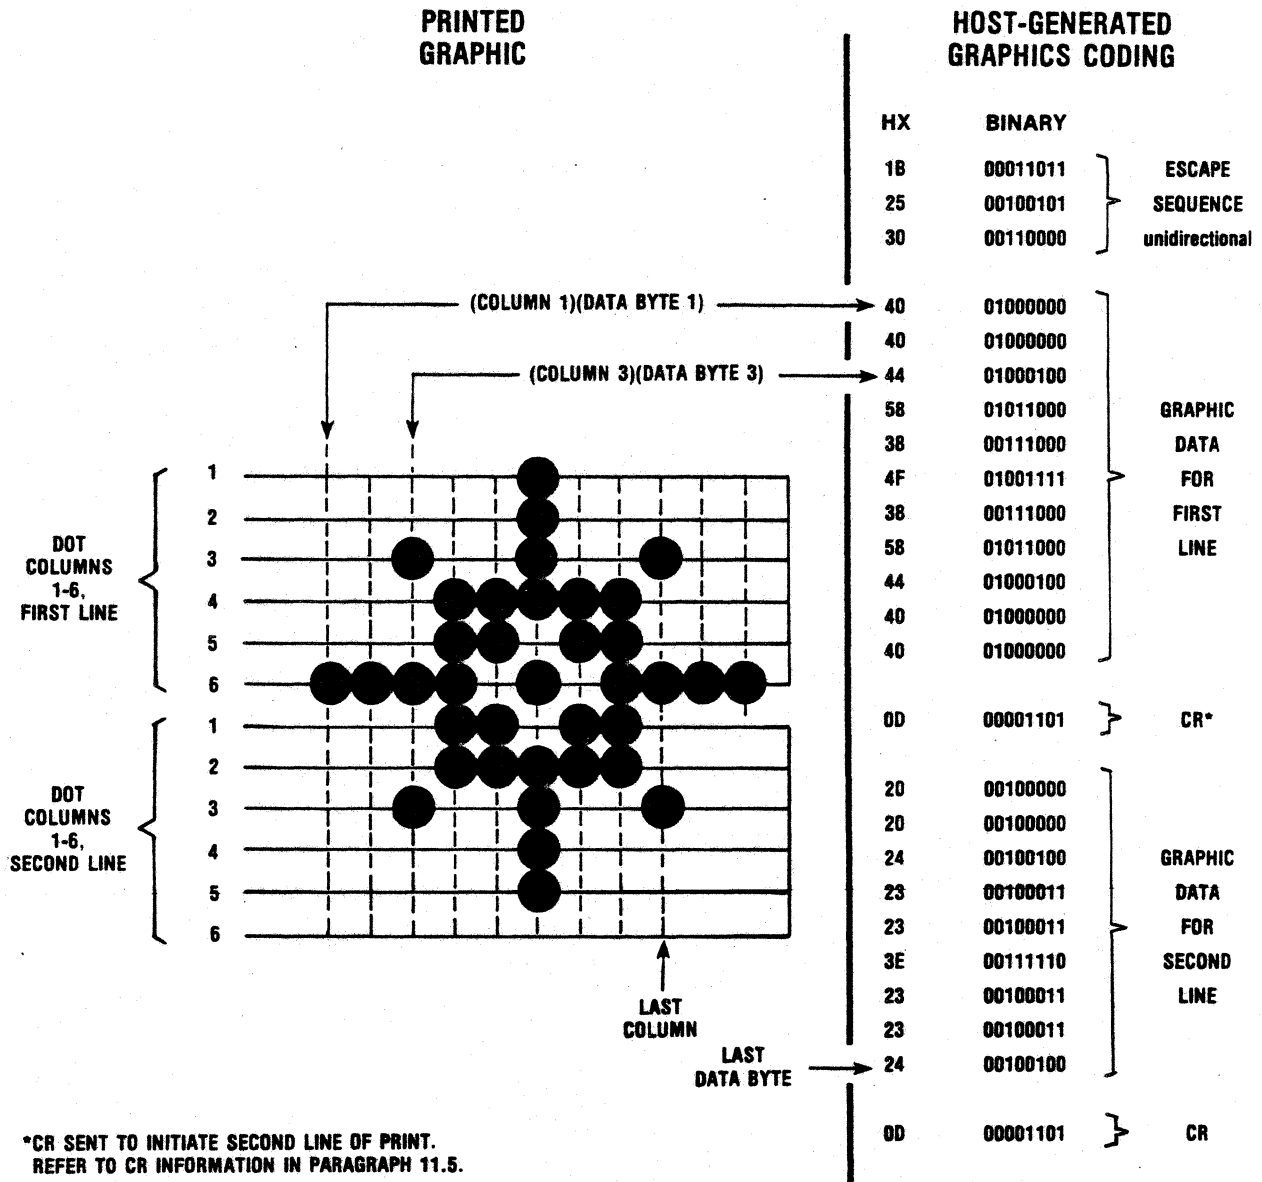 PRINTED
GRAPHIC
HOST-GENERATED
GRAPHICS CODING
HX BINARY
1B 00011011 ESCAPE
25 00100101 SEQUENCE
30 00110000 unidirectional
(COLUMN 1)(DATA BYTE 1) 40 01000000
40 01000000
(COLUMN 3)(DATA BYTE 3) 44 01000100
58 01011000 GRAPHIC
38 00111000 DATA
4F 01001111 FOR
38 00111000 FIRST
58 01011000 LINE
44 01000100
40 01000000
40 01000000
0D 00001101 CR*
20 00100000
20 00100000
24 00100100 GRAPHIC
23 00100011 DATA
23 00100011 FOR
3E 00111110 SECOND
23 00100011 LINE
23 00100011
24 00100100
0D 00001101 CR
DOT
COLUMNS
1-6,
FIRST LINE
1
2
3
4
5
6
DOT
COLUMNS
1-6,
SECOND LINE
1
2
3
4
5
6
LAST
COLUMN
LAST
DATA BYTE
*CR SENT TO INITIATE SECOND LINE OF PRINT.
REFER TO CR INFORMATION IN PARAGRAPH 11.5.